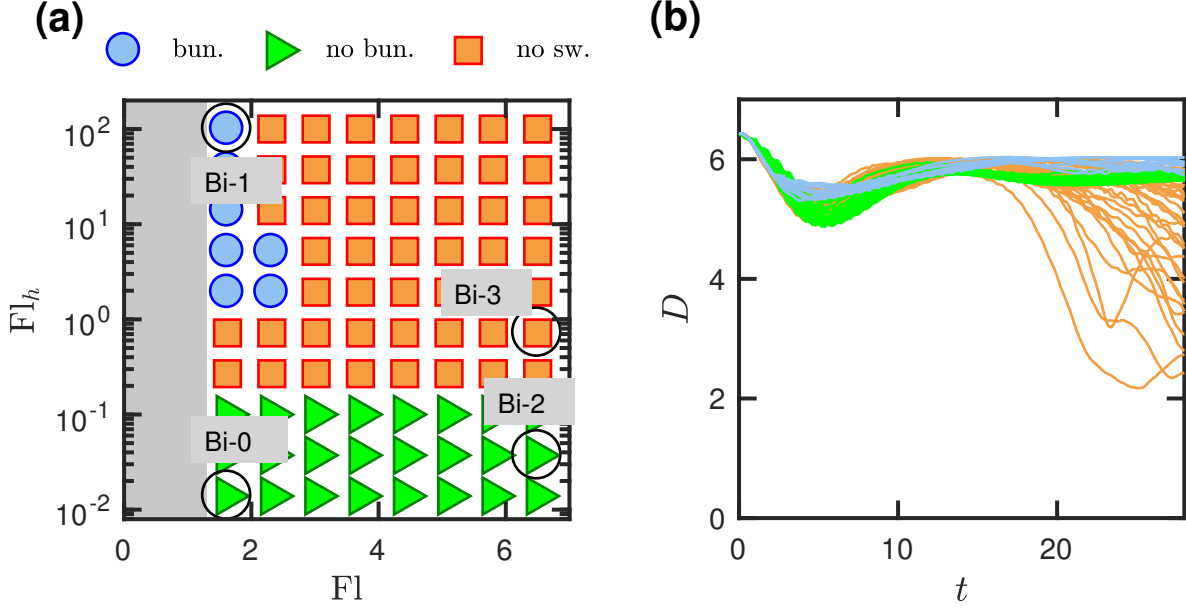 (a)
bun. no bun. no sw.
10^2
10^1
10^0
10^-1
10^-2
Fl_h
Bi-1
Bi-3
Bi-2
Bi-0
0 2 4 6
Fl
(b)
6
4
2
0
D
0 10 20
t